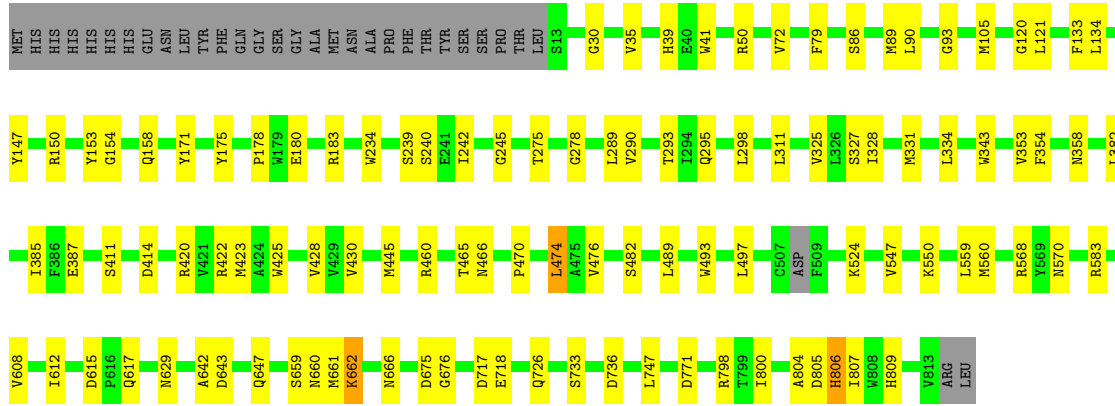 MET HIS HIS HIS HIS HIS HIS GLU ASN LEU TYR PHE GLN GLY SER GLY ALA MET ASN ALA PRO PHE THR TYR SER SER PRO THR LEU S13 G30 V35 H39 E40 W41 R50 V72 F79 S86 M89 L90 G93 M105 G120 L121 F133 L134
Y147 R150 Y153 G154 Q158 Y171 Y175 P178 W179 E180 R183 W234 S239 S240 E241 I242 G245 T275 G278 L289 V290 T293 I294 Q295 L298 L311 V325 L326 S327 I328 M331 L334 W343 V353 F354 N358 L382
I385 F386 E387 S411 D414 R420 V421 R422 M423 A424 W425 V428 V429 V430 M445 R460 T465 N466 P470 L474 A475 V476 S482 L489 W493 L497 C507 ASP F509 K524 V547 K550 L559 M560 R568 Y569 N570 R583
V608 I612 D615 P616 Q617 N629 A642 D643 Q647 S659 N660 M661 K662 N666 D675 G676 D717 E718 Q726 S733 D736 L747 D771 R798 T799 I800 A804 D805 H806 I807 W808 H809 V813 ARG LEU